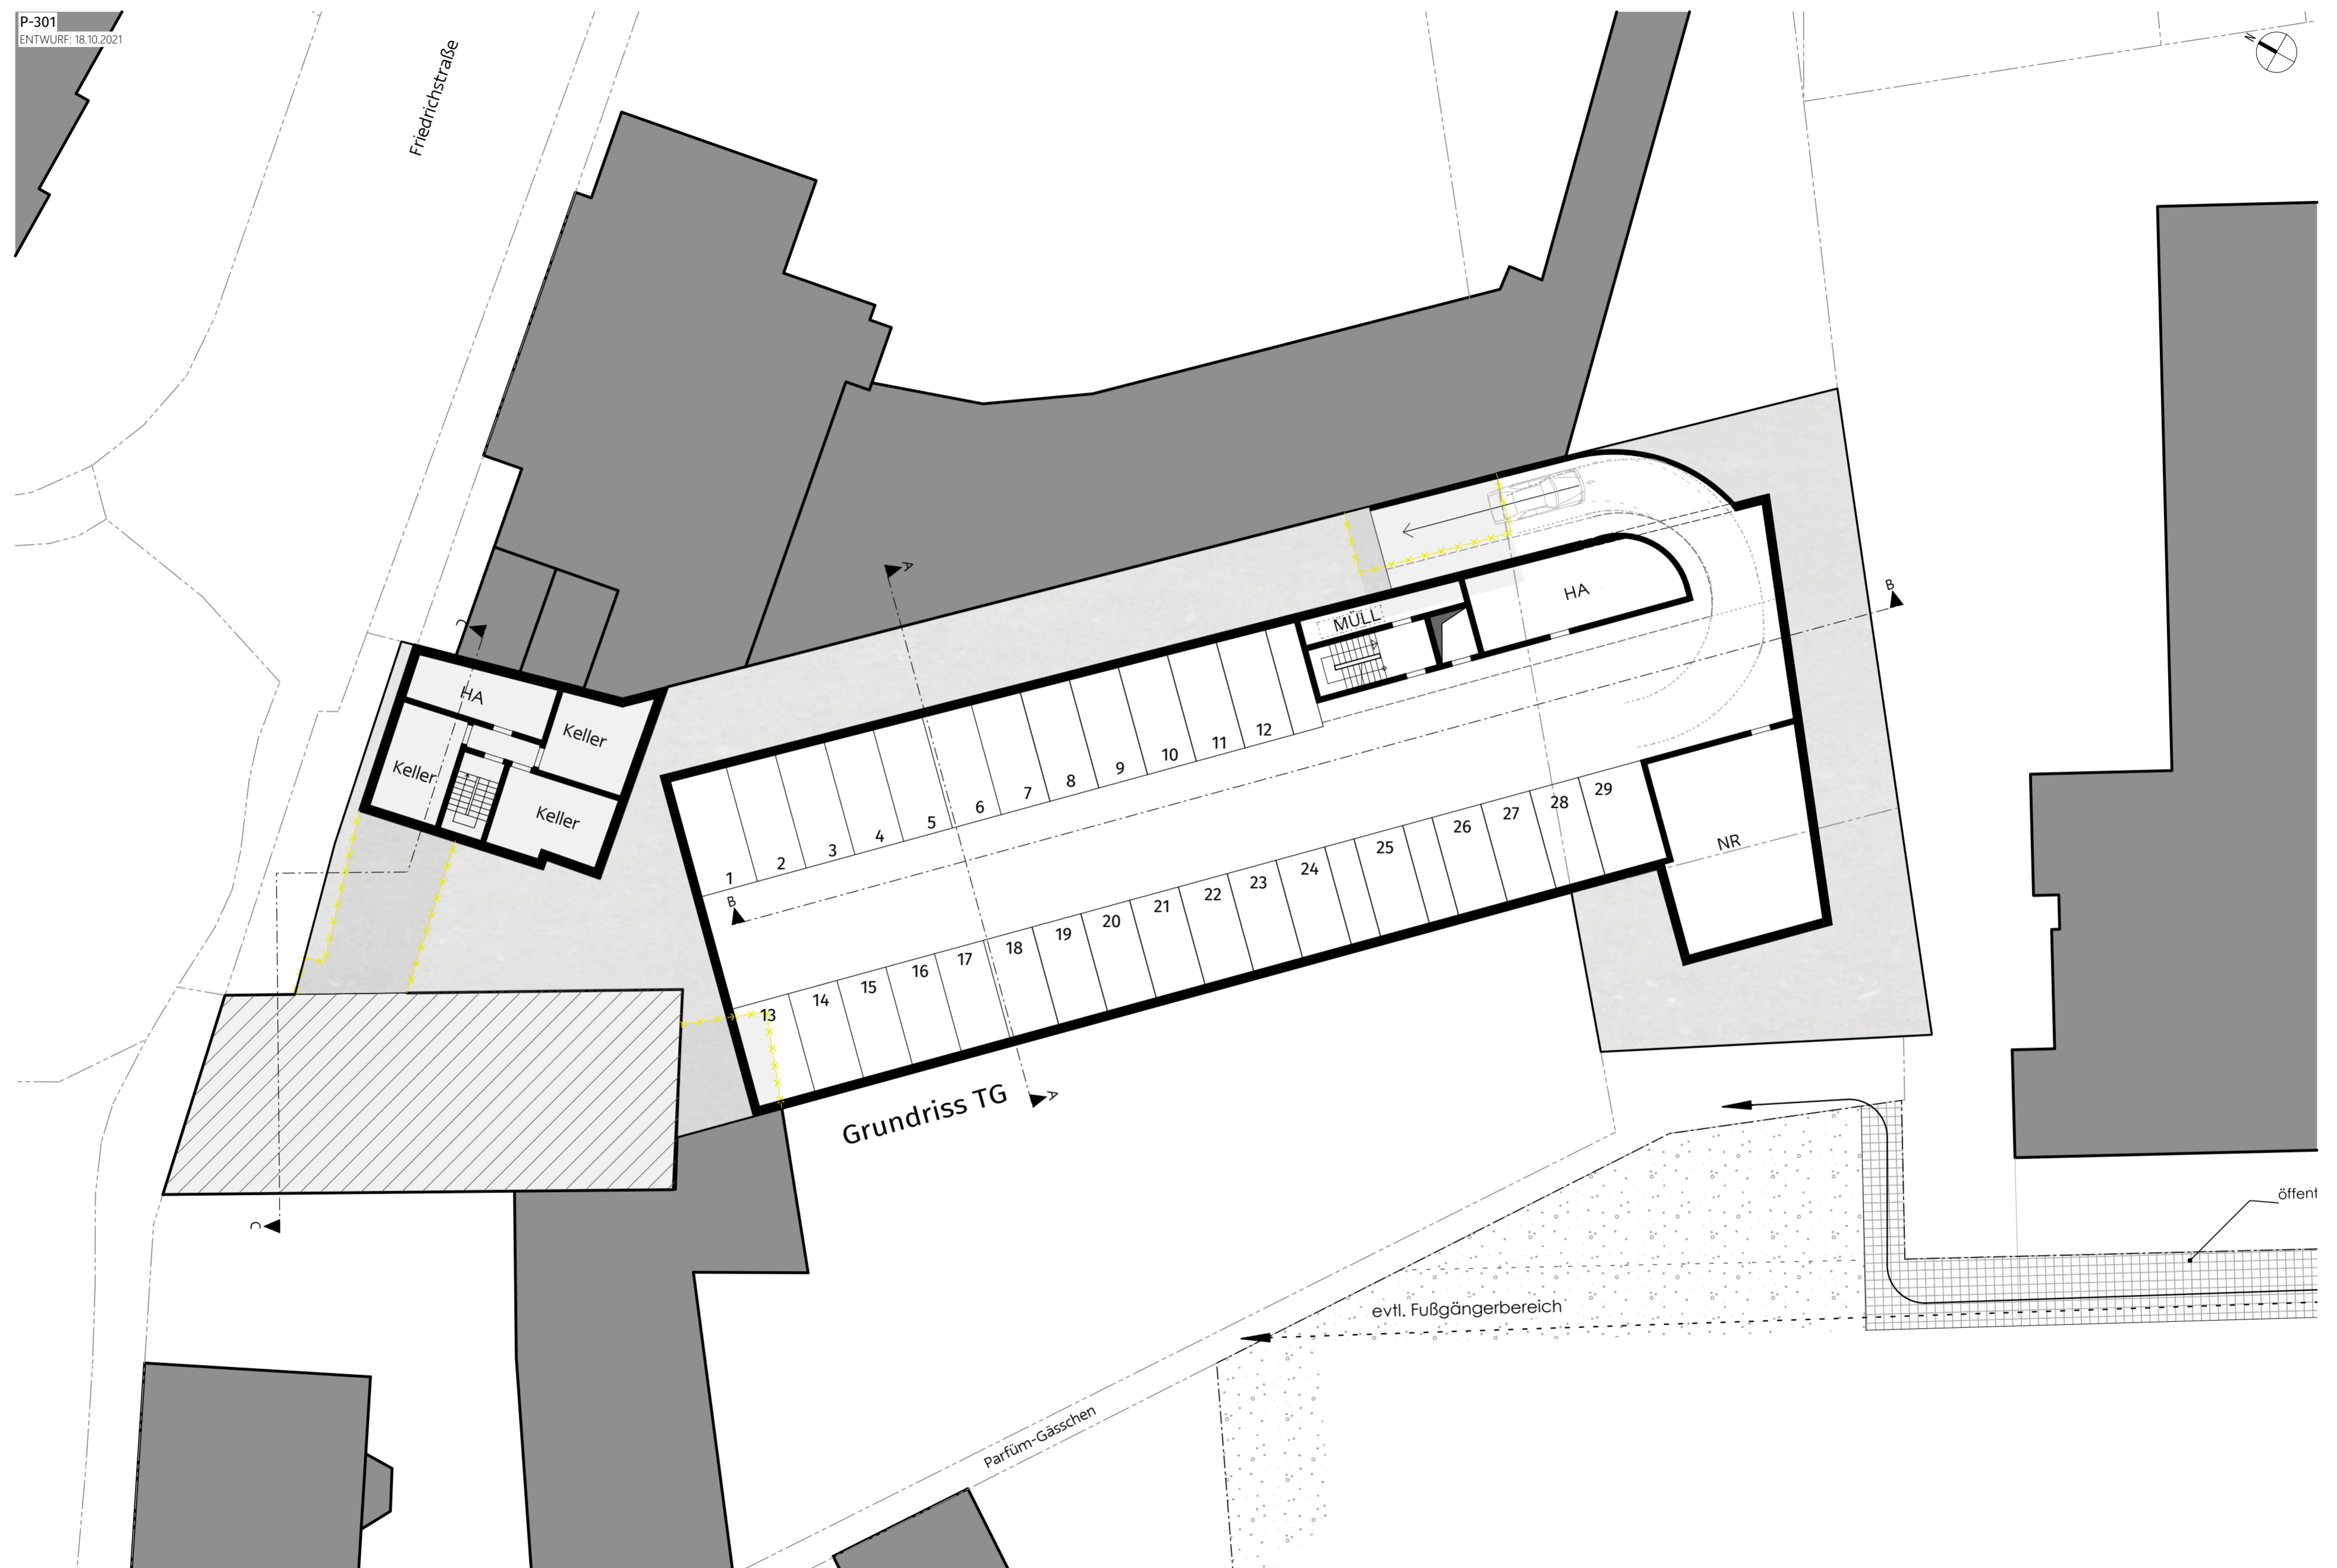 P-301
ENTWURF: 18.10.2021
Friedrichstraße
N
A
C
B
HA
MÜLL
HA
Keller
Keller
Keller
1
2
3
4
5
6
7
8
9
10
11
12
B
13
14
15
16
17
18
19
20
21
22
23
24
25
26
27
28
29
NR
A
Grundriss TG
C
öffent
evtl. Fußgängerbereich
Parfüm-Gässchen